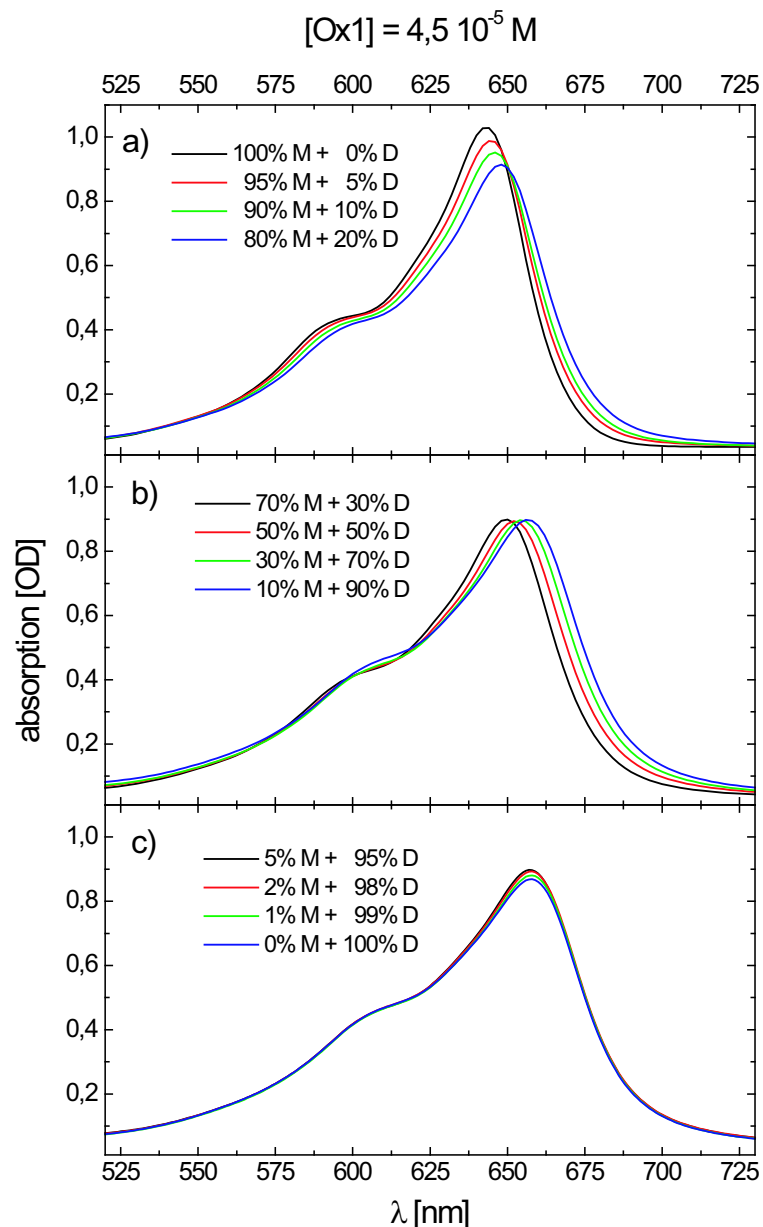 [Ox1] = 4,5 10⁻⁵ M
525 550 575 600 625 650 675 700 725
a)
100% M + 0% D
95% M + 5% D
90% M + 10% D
80% M + 20% D
1,0
0,8
0,6
0,4
0,2
b)
70% M + 30% D
50% M + 50% D
30% M + 70% D
10% M + 90% D
1,0
0,8
0,6
0,4
0,2
absorption [OD]
c)
5% M + 95% D
2% M + 98% D
1% M + 99% D
0% M + 100% D
1,0
0,8
0,6
0,4
0,2
525 550 575 600 625 650 675 700 725
λ [nm]